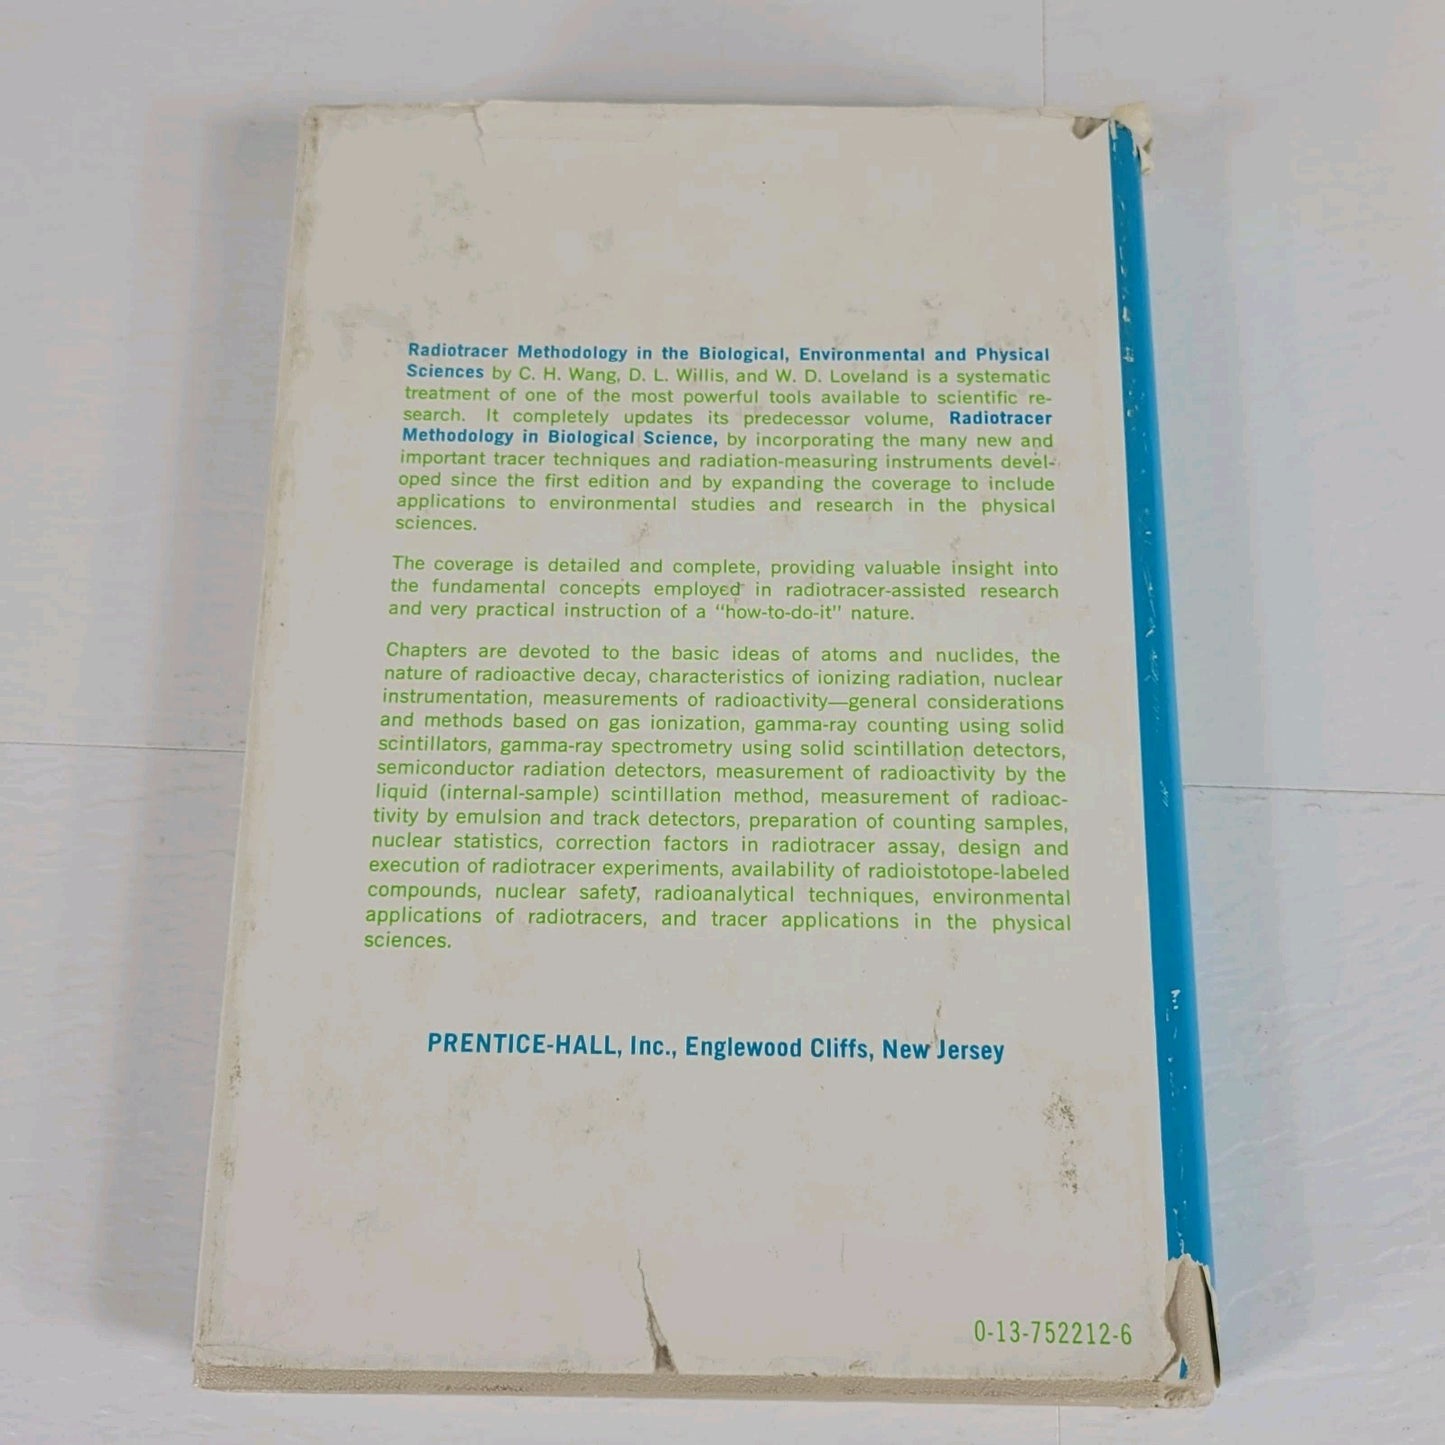 Radiotracer Methodology in the Biological, Environmental and Physical
Sciences by C. H. Wang, D. L. Willis, and W. D. Loveland is a systematic
treatment of one of the most powerful tools available to scientific re-
search. It completely updates its predecessor volume, Radiotracer
Methodology in Biological Science, by incorporating the many new and
important tracer techniques and radiation-measuring instruments devel-
oped since the first edition and by expanding the coverage to include
applications to environmental studies and research in the physical
sciences.
The coverage is detailed and complete, providing valuable insight into
the fundamental concepts employed in radiotracer-assisted research
and very practical instruction of a "how-to-do-it" nature.
Chapters are devoted to the basic ideas of atoms and nuclides, the
nature of radioactive decay, characteristics of ionizing radiation, nuclear
instrumentation, measurements of radioactivity—general considerations
and methods based on gas ionization, gamma-ray counting using solid
scintillators, gamma-ray spectrometry using solid scintillation detectors,
semiconductor radiation detectors, measurement of radioactivity by the
liquid (internal-sample) scintillation method, measurement of radioac-
tivity by emulsion and track detectors, preparation of counting samples,
nuclear statistics, correction factors in radiotracer assay, design and
execution of radiotracer experiments, availability of radioistotope-labeled
compounds, nuclear safety, radioanalytical techniques, environmental
applications of radiotracers, and tracer applications in the physical
sciences.
PRENTICE-HALL, Inc., Englewood Cliffs, New Jersey
0-13-752212-6